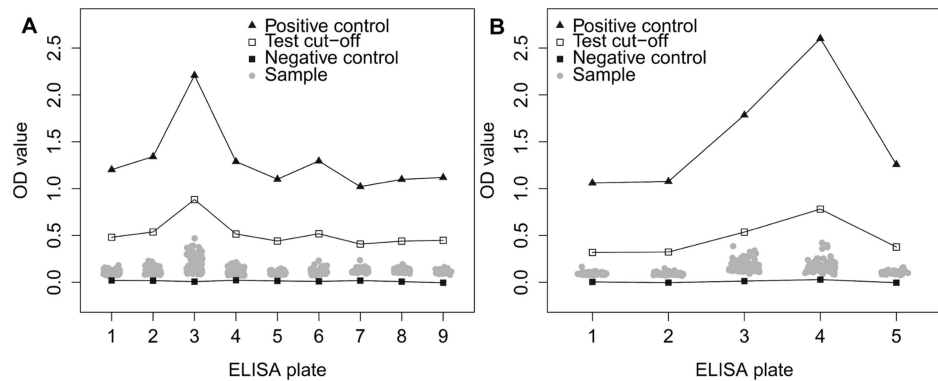 A
Positive control
Test cut-off
Negative control
Sample
OD value
2.5
2.0
1.5
1.0
0.5
0.0
1 2 3 4 5 6 7 8 9
ELISA plate
B
Positive control
Test cut-off
Negative control
Sample
OD value
2.5
2.0
1.5
1.0
0.5
0.0
1 2 3 4 5
ELISA plate